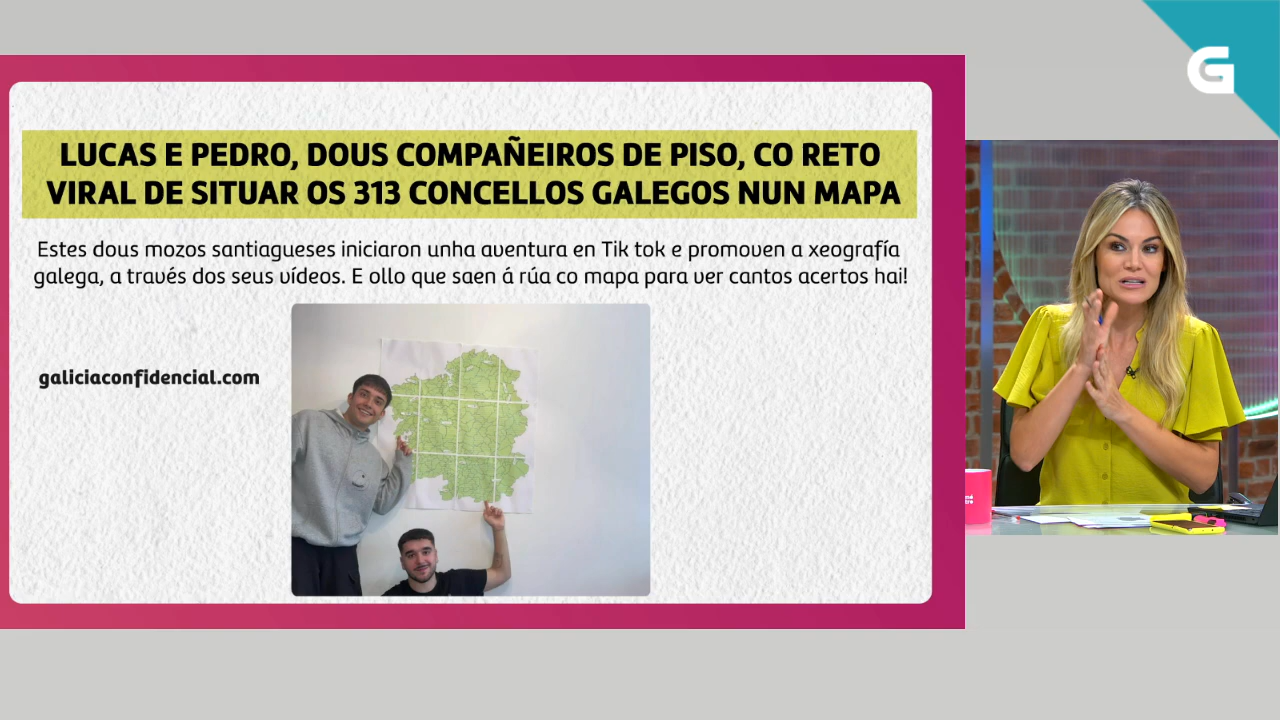 LUCAS E PEDRO, DOUS COMPAÑEIROS DE PISO, CO RETO
VIRAL DE SITUAR OS 313 CONCELLOS GALEGOS NUN MAPA
Estes dous mozos santiagueses iniciaron unha aventura en Tik tok e promoven a xeografía
galega, a través dos seus vídeos. E ollo que saen á rúa co mapa para ver cantos acertos hai!
galiciaconfidencial.com
G